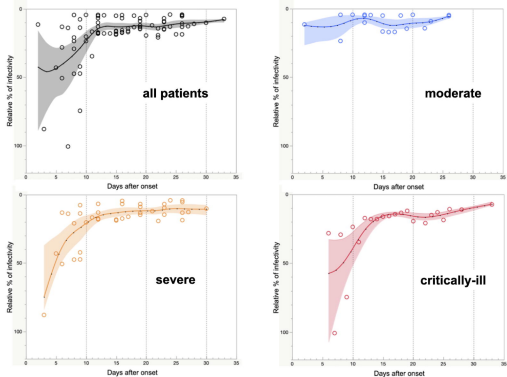 Relative % of infectivity
0
50
100
all patients
0 5 10 15 20 25 30 35
Days after onset
Relative % of infectivity
0
50
100
moderate
0 5 10 15 20 25 30 35
Days after onset
Relative % of infectivity
0
50
100
severe
0 5 10 15 20 25 30 35
Days after onset
Relative % of infectivity
0
50
100
critically-ill
0 5 10 15 20 25 30 35
Days after onset